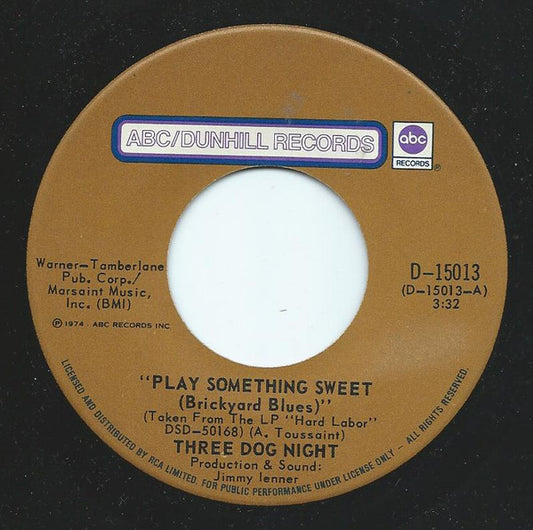 ABC/DUNHILL RECORDS
abc
RECORDS
®
Warner—Tamberlane
Pub. Corp./
Marsaint Music,
Inc. (BMI)
℗ 1974 · ABC RECORDS INC
D-15013
(D-15013-A)
3:32
"PLAY SOMETHING SWEET
(Brickyard Blues)"
(Taken From The LP "Hard Labor"
DSD-50168) (A. Toussaint)
THREE DOG NIGHT
Production & Sound:
Jimmy Ienner
LICENSED AND DISTRIBUTED BY RCA LIMITED. FOR PUBLIC PERFORMANCE UNDER LICENSE ONLY - ALL RIGHTS RESERVED.